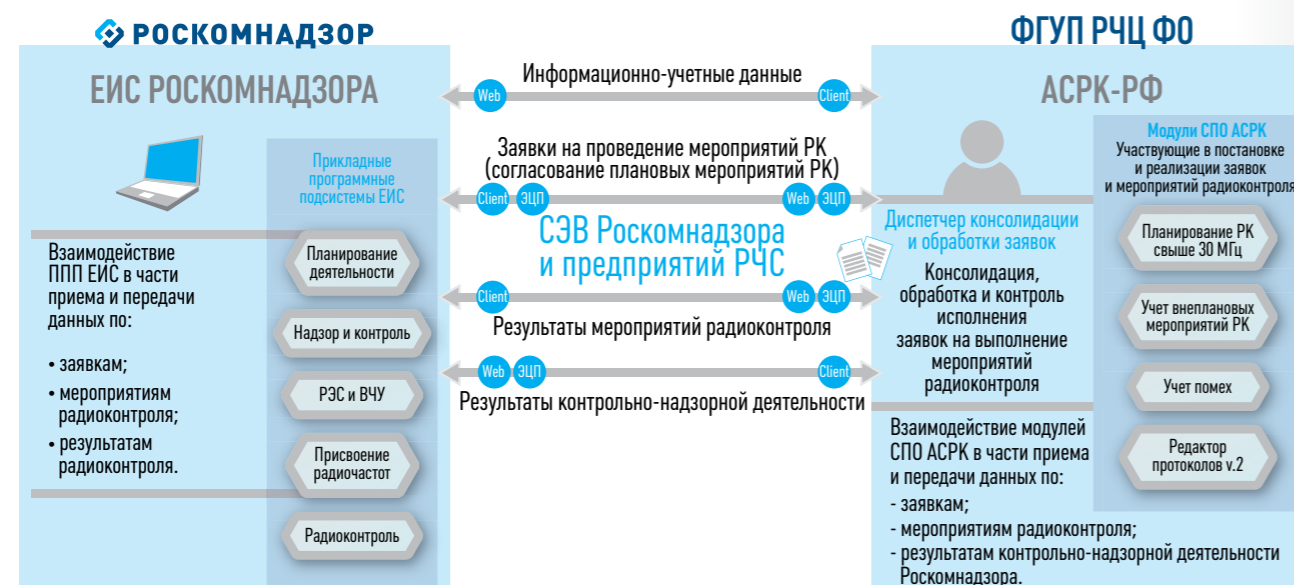 РОСКОМНАДЗОР
ЕИС РОСКОМНАДЗОРА
Прикладные
программные
подсистемы ЕИС
Взаимодействие
ППП ЕИС в части
приема и передачи
данных по:
• заявкам;
• мероприятиям
радиоконтроля;
• результатам
радиоконтроля.
Планирование
деятельности
Надзор и контроль
РЭС и ВЧУ
Присвоение
радиочастот
Радиоконтроль
Информационно-учетные данные
Web
Client
Заявки на проведение мероприятий РК
(согласование плановых мероприятий РК)
Client ЭЦП
Web ЭЦП
СЭВ Роскомнадзора
и предприятий РЧС
Client
Web ЭЦП
Результаты мероприятий радиоконтроля
Web ЭЦП
Client
Результаты контрольно-надзорной деятельности
ФГУП РЧЦ ФО
АСРК-РФ
Диспетчер консолидации
и обработки заявок
Консолидация,
обработка и контроль
исполнения
заявок на выполнение
мероприятий
радиоконтроля
Модули СПО АСРК
Участвующие в постановке
и реализации заявок
и мероприятий радиоконтроля
Планирование РК
свыше 30 МГц
Учет внеплановых
мероприятий РК
Учет помех
Редактор
протоколов v.2
Взаимодействие модулей
СПО АСРК в части приема
и передачи данных по:
- заявкам;
- мероприятиям радиоконтроля;
- результатам контрольно-надзорной деятельности
Роскомнадзора.